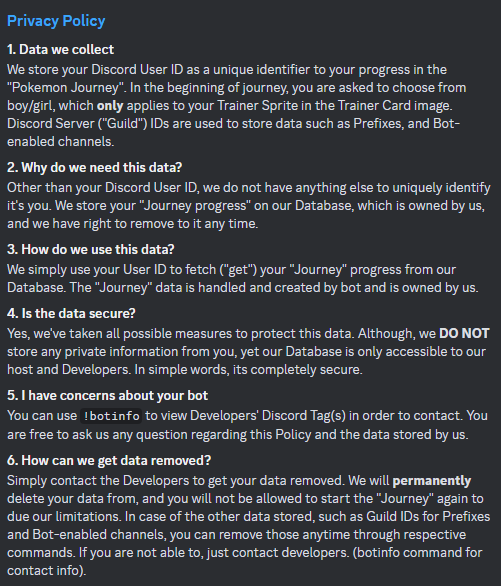 Privacy Policy
1. Data we collect
We store your Discord User ID as a unique identifier to your progress in the
"Pokemon Journey". In the beginning of journey, you are asked to choose from
boy/girl, which only applies to your Trainer Sprite in the Trainer Card image.
Discord Server ("Guild") IDs are used to store data such as Prefixes, and Bot-
enabled channels.
2. Why do we need this data?
Other than your Discord User ID, we do not have anything else to uniquely identify
it's you. We store your "Journey progress" on our Database, which is owned by us,
and we have right to remove to it any time.
3. How do we use this data?
We simply use your User ID to fetch ("get") your "Journey" progress from our
Database. The "Journey" data is handled and created by bot and is owned by us.
4. Is the data secure?
Yes, we've taken all possible measures to protect this data. Although, we DO NOT
store any private information from you, yet our Database is only accessible to our
host and Developers. In simple words, its completely secure.
5. I have concerns about your bot
You can use !botinfo to view Developers' Discord Tag(s) in order to contact. You
are free to ask us any question regarding this Policy and the data stored by us.
6. How can we get data removed?
Simply contact the Developers to get your data removed. We will permanently
delete your data from, and you will not be allowed to start the "Journey" again to
due our limitations. In case of the other data stored, such as Guild IDs for Prefixes
and Bot-enabled channels, you can remove those anytime through respective
commands. If you are not able to, just contact developers. (botinfo command for
contact info).